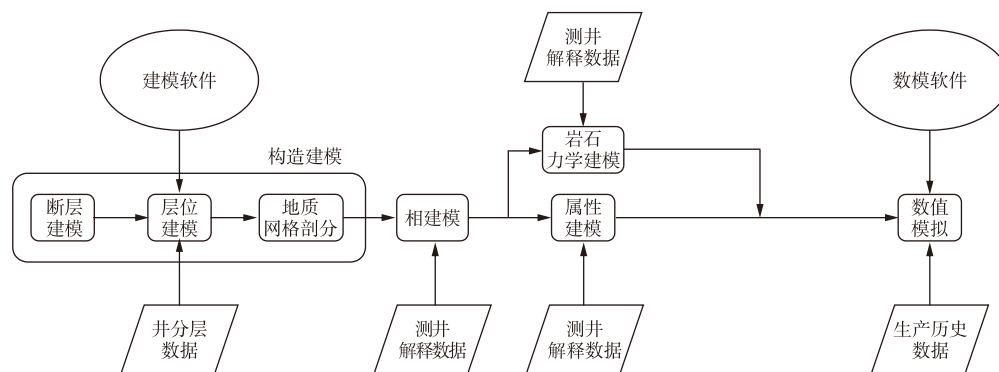 测井
解释数据
建模软件
数模软件
构造建模
岩石
力学建模
断层
建模
层位
建模
地质
网格剖分
相建模
属性
建模
数值
模拟
井分层
数据
测井
解释数据
测井
解释数据
生产历史
数据